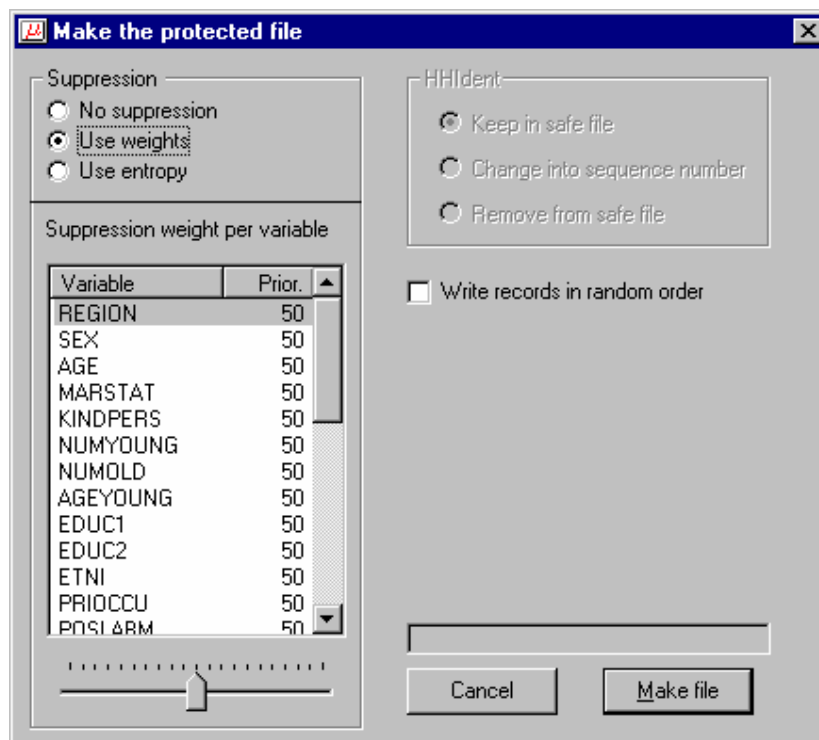 μ Make the protected file
Suppression
No suppression
Use weights
Use entropy
Suppression weight per variable
Variable Prior.
REGION 50
SEX 50
AGE 50
MARSTAT 50
KINDPERS 50
NUMYOUNG 50
NUMOLD 50
AGEYOUNG 50
EDUC1 50
EDUC2 50
ETNI 50
PRIOCCU 50
POSLABM 50
HHIdent
Keep in safe file
Change into sequence number
Remove from safe file
Write records in random order
Cancel
Make file